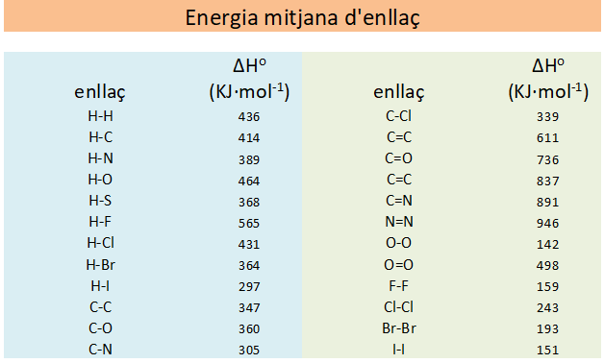 Energia mitjana d'enllaç
enllaç ΔHº (KJ·mol-1) enllaç ΔHº (KJ·mol-1)
H-H 436 C-Cl 339
H-C 414 C=C 611
H-N 389 C=O 736
H-O 464 C=C 837
H-S 368 C=N 891
H-F 565 N=N 946
H-Cl 431 O-O 142
H-Br 364 O=O 498
H-I 297 F-F 159
C-C 347 Cl-Cl 243
C-O 360 Br-Br 193
C-N 305 I-I 151